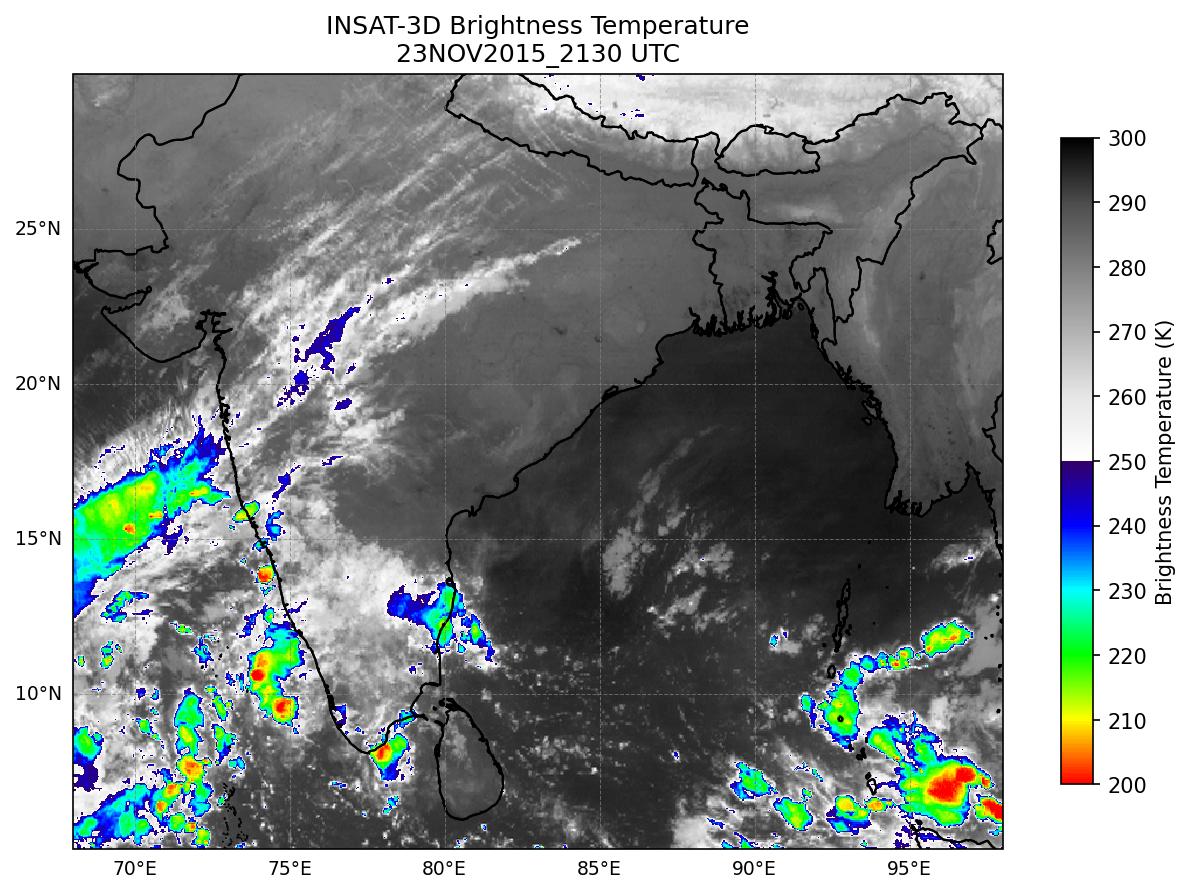 INSAT-3D Brightness Temperature
23NOV2015_2130 UTC
25°N
20°N
15°N
10°N
70°E
75°E
80°E
85°E
90°E
95°E
300
290
280
270
260
250
240
230
220
210
200
Brightness Temperature (K)